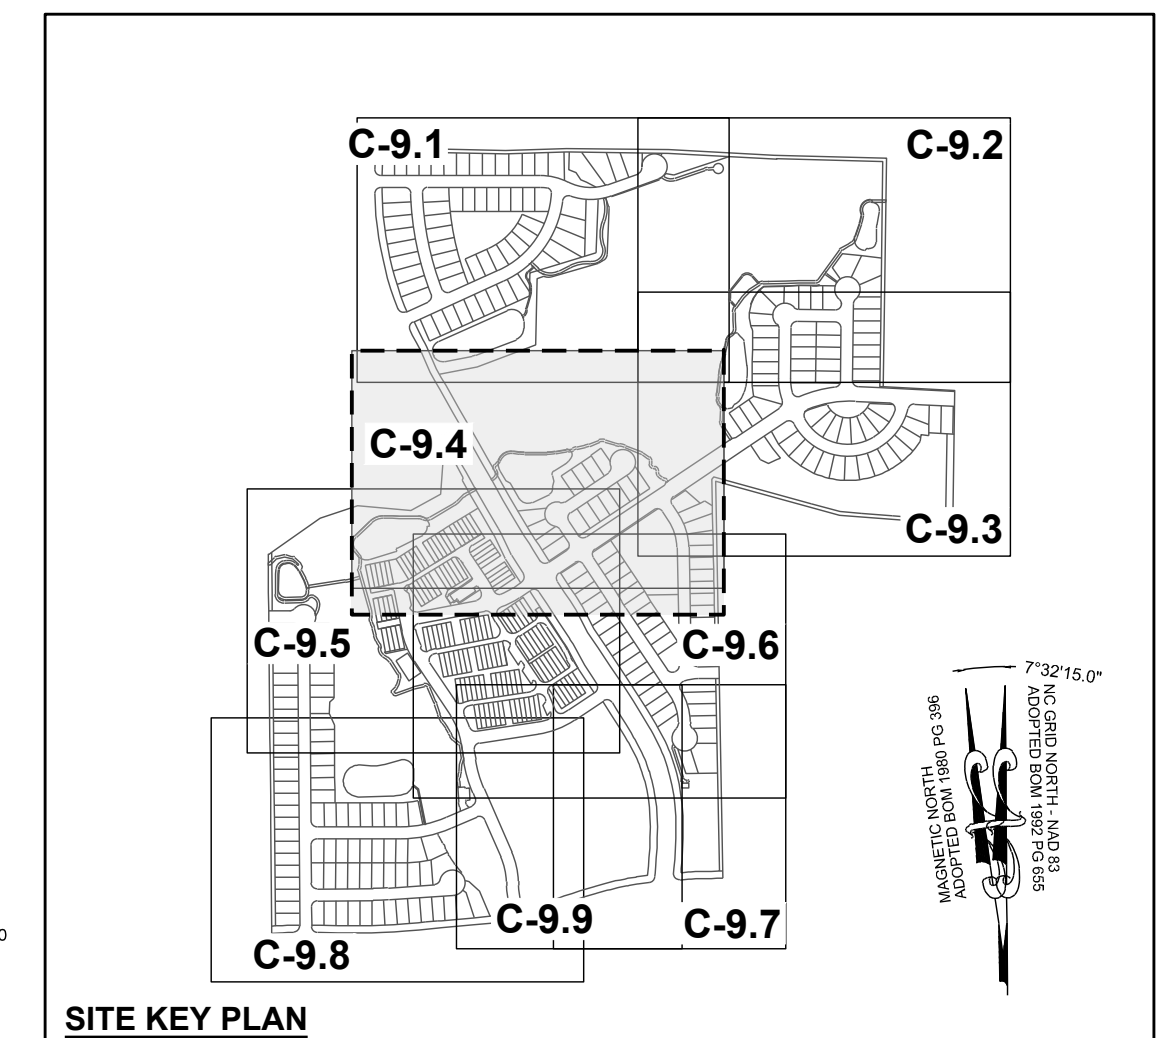 C-9.1
C-9.2
C-9.4
C-9.3
C-9.5
C-9.6
7°32'15.0"
MAGNETIC NORTH
ADOPTED BOM 1980 PG 396
NC GRID NORTH - NAD 83
ADOPTED BOM 1992 PG 655
C-9.9
C-9.7
0
C-9.8
SITE KEY PLAN